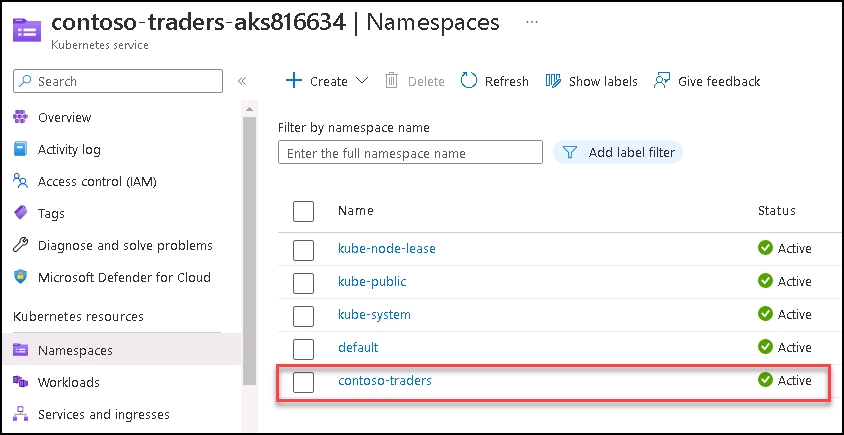 contoso-traders-aks816634 | Namespaces ...
Kubernetes service
Search
«
Create
Delete
Refresh
Show labels
Give feedback
Overview
Activity log
Access control (IAM)
Tags
Diagnose and solve problems
Microsoft Defender for Cloud
Kubernetes resources
Namespaces
Workloads
Services and ingresses
Filter by namespace name
Enter the full namespace name
Add label filter
Name Status
kube-node-lease Active
kube-public Active
kube-system Active
default Active
contoso-traders Active